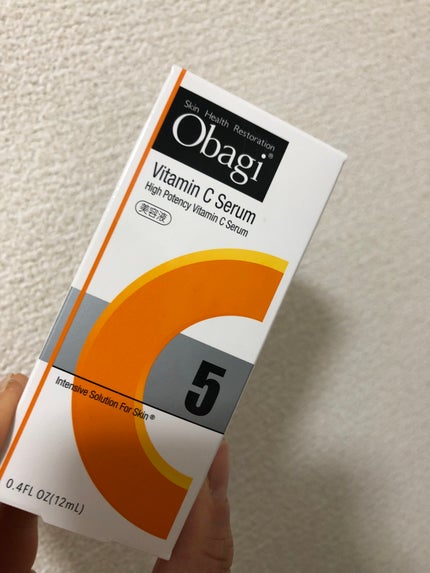 Skin Health Restoration
Obagi®
Vitamin C Serum
High Potency Vitamin C Serum
美容液
5
Intensive Solution For Skin®
0.4FL OZ(12mL)